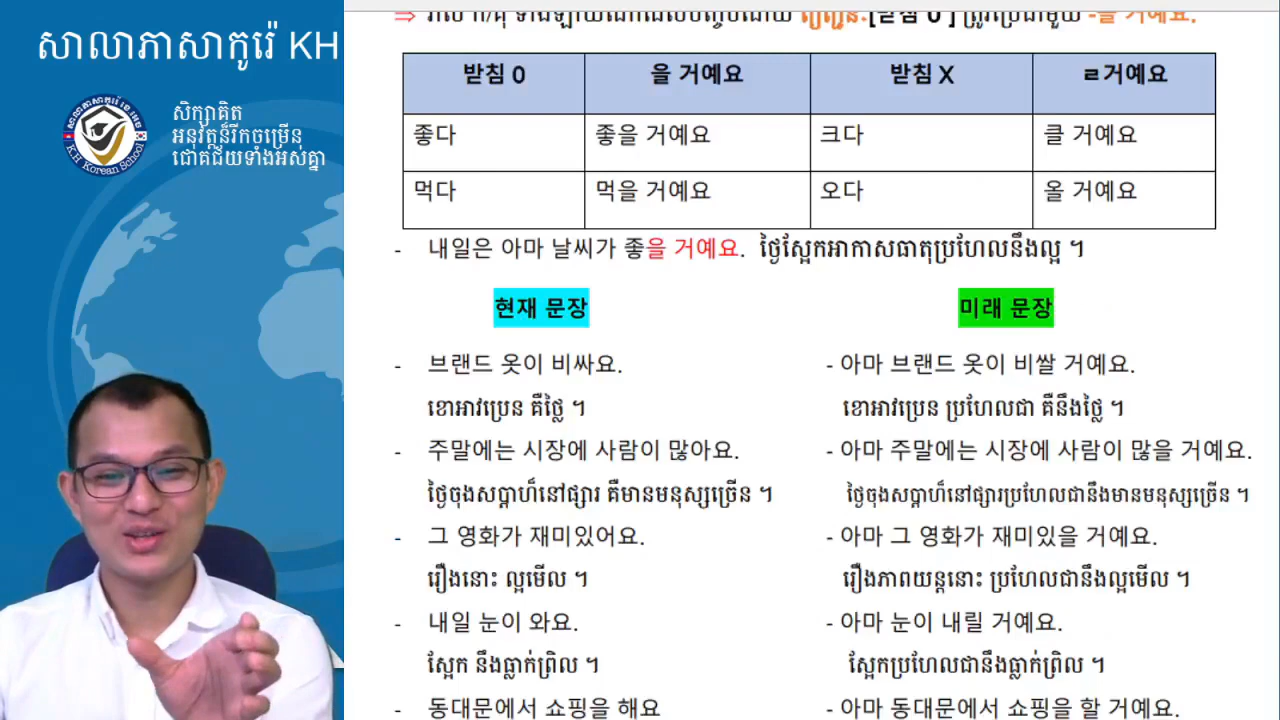 សាលាភាសាកូរ៉េ KH
សិក្សាគិត
អនុវត្តន៏រីកចម្រើន
ជោគជ័យទាំងអស់គ្នា
KH Korean School
[받침 0 ] ត្រូវប្រើជាមួយ -을 거예요.
받침 0 을 거예요 받침 X ㄹ거예요
좋다 좋을 거예요 크다 클 거예요
먹다 먹을 거예요 오다 올 거예요
- 내일은 아마 날씨가 좋을 거예요. ថ្ងៃស្អែកអាកាសធាតុប្រហែលនឹងល្អ ។
현재 문장 미래 문장
- 브랜드 옷이 비싸요. - 아마 브랜드 옷이 비쌀 거예요.
ខោអាវប្រេន គឺថ្លៃ ។ ខោអាវប្រេន ប្រហែលជា គឺនឹងថ្លៃ ។
- 주말에는 시장에 사람이 많아요. - 아마 주말에는 시장에 사람이 많을 거예요.
ថ្ងៃចុងសប្តាហ៏នៅផ្សារ គឺមានមនុស្សច្រើន ។ ថ្ងៃចុងសប្តាហ៏នៅផ្សារប្រហែលជានឹងមានមនុស្សច្រើន ។
- 그 영화가 재미있어요. - 아마 그 영화가 재미있을 거예요.
រឿងនោះ ល្អមើល ។ រឿងភាពយន្តនោះ ប្រហែលជានឹងល្អមើល ។
- 내일 눈이 와요. - 아마 눈이 내릴 거예요.
ស្អែក នឹងធ្លាក់ព្រិល ។ ស្អែកប្រហែលជានឹងធ្លាក់ព្រិល ។
- 동대문에서 쇼핑을 해요 - 아마 동대문에서 쇼핑을 할 거예요.